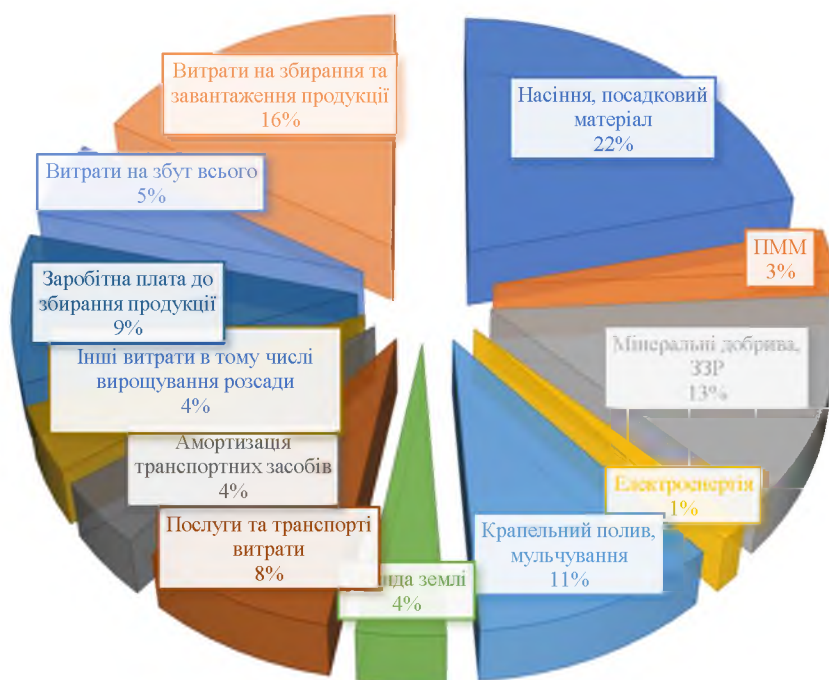 Витрати на збирання та
завантаження продукції
16%
Насіння, посадковий
матеріал
22%
Витрати на збут всього
5%
ПММ
3%
Заробітна плата до
збирання продукції
9%
Мінеральні добрива,
ЗЗР
13%
Інші витрати в тому числі
вирощування розсади
4%
Амортизація
транспортних засобів
4%
Електроенергія
1%
Послуги та транспорті
витрати
8%
Крапельний полив,
мульчування
11%
землі
4%